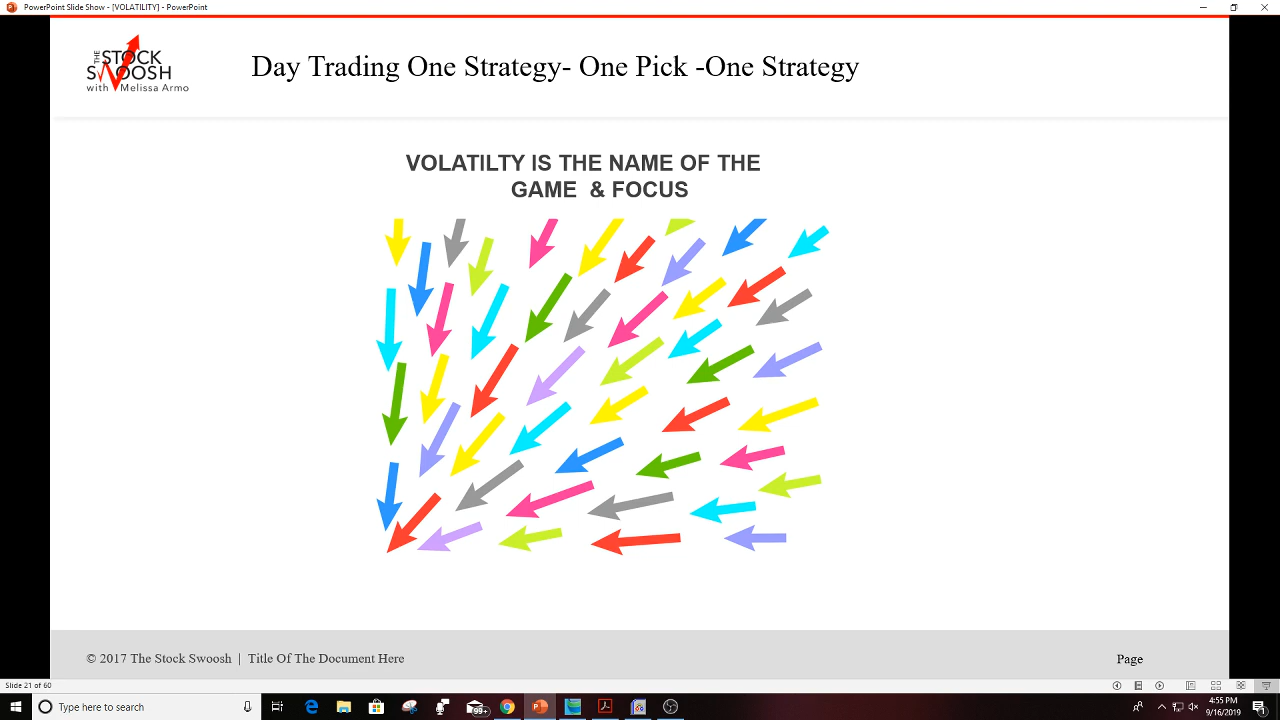 PowerPoint Slide Show - [VOLATILITY] - PowerPoint
THE
STOCK
SWOOSH
with Melissa Armo
Day Trading One Strategy- One Pick -One Strategy
VOLATILTY IS THE NAME OF THE
GAME & FOCUS
© 2017 The Stock Swoosh | Title Of The Document Here
Page
Slide 21 of 60
Type here to search
99+
4:55 PM
9/16/2019